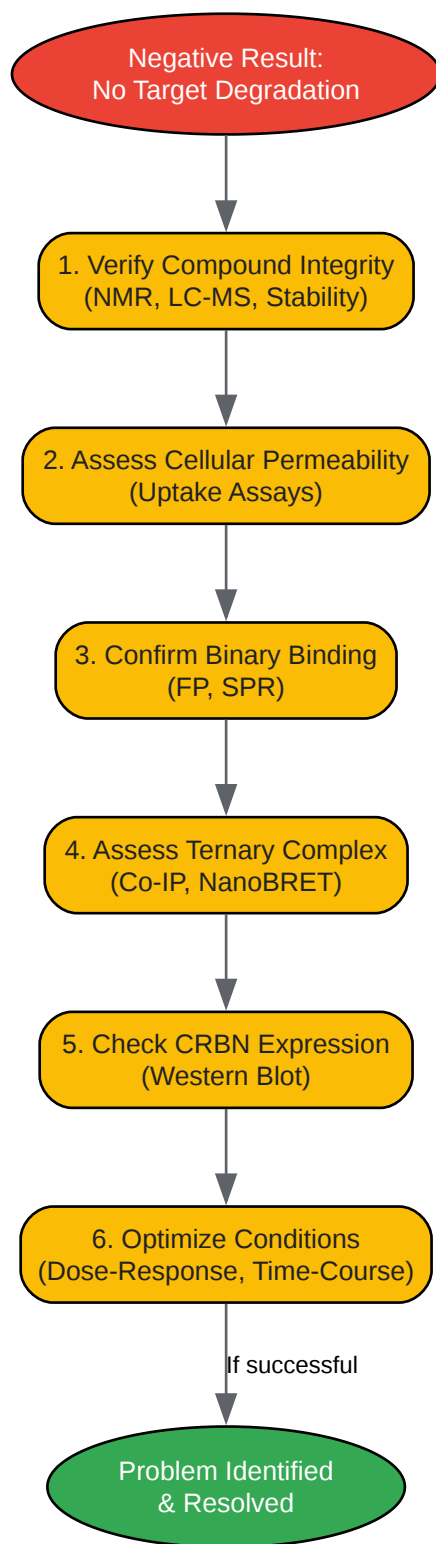 Negative Result:
No Target Degradation
1. Verify Compound Integrity
(NMR, LC-MS, Stability)
2. Assess Cellular Permeability
(Uptake Assays)
3. Confirm Binary Binding
(FP, SPR)
4. Assess Ternary Complex
(Co-IP, NanoBRET)
5. Check CRBN Expression
(Western Blot)
6. Optimize Conditions
(Dose-Response, Time-Course)
If successful
Problem Identified
& Resolved